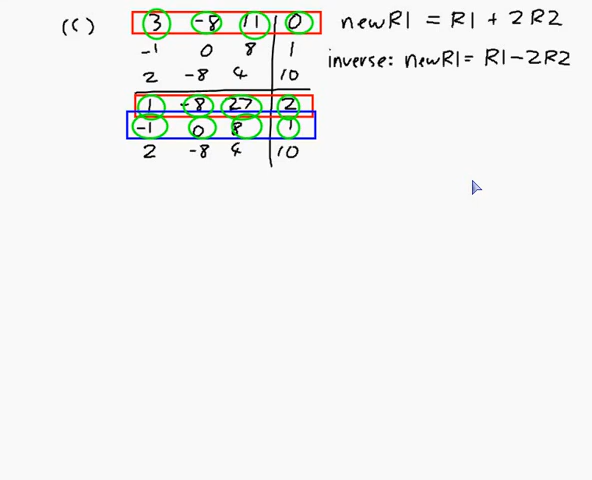 (C) 3 -8 11 0 newR1 = R1 + 2R2
-1 0 8 1
inverse: newR1 = R1-2R2
2 -8 4 10
1 -8 27 2
-1 0 8 1
2 -8 4 10